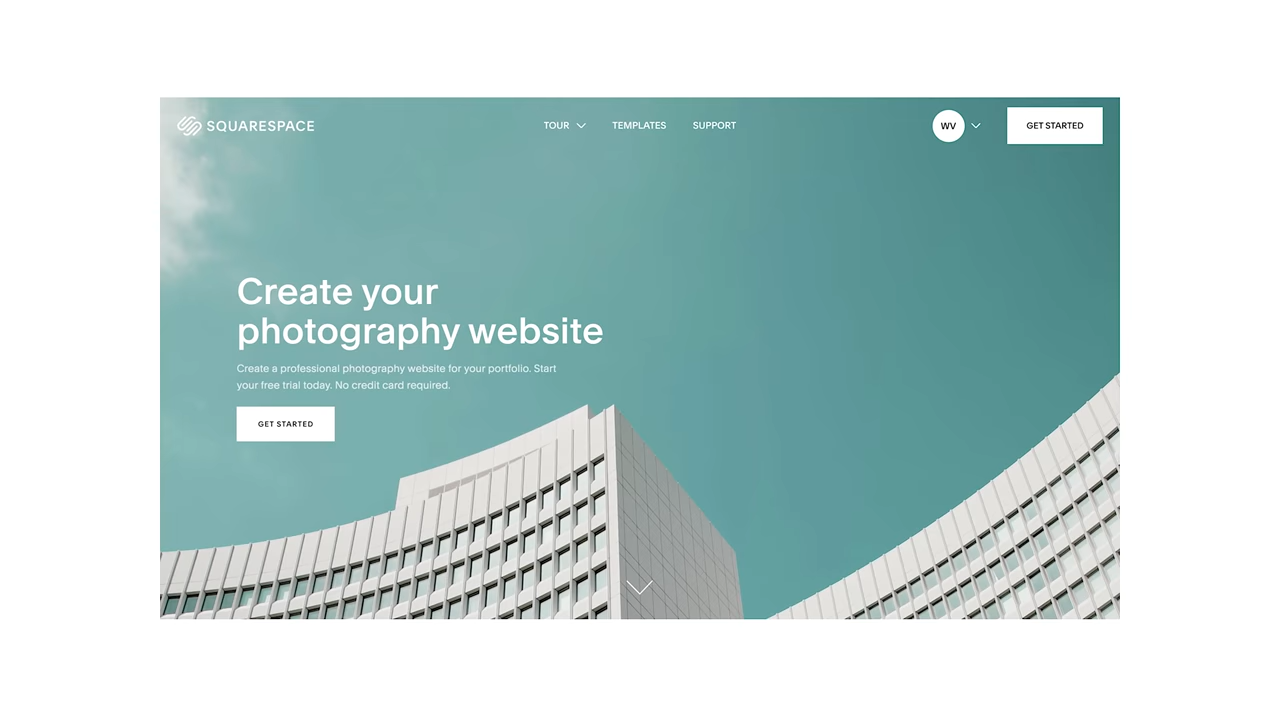 SQUARESPACE
TOUR
TEMPLATES
SUPPORT
WV
GET STARTED
Create your
photography website
Create a professional photography website for your portfolio. Start
your free trial today. No credit card required.
GET STARTED